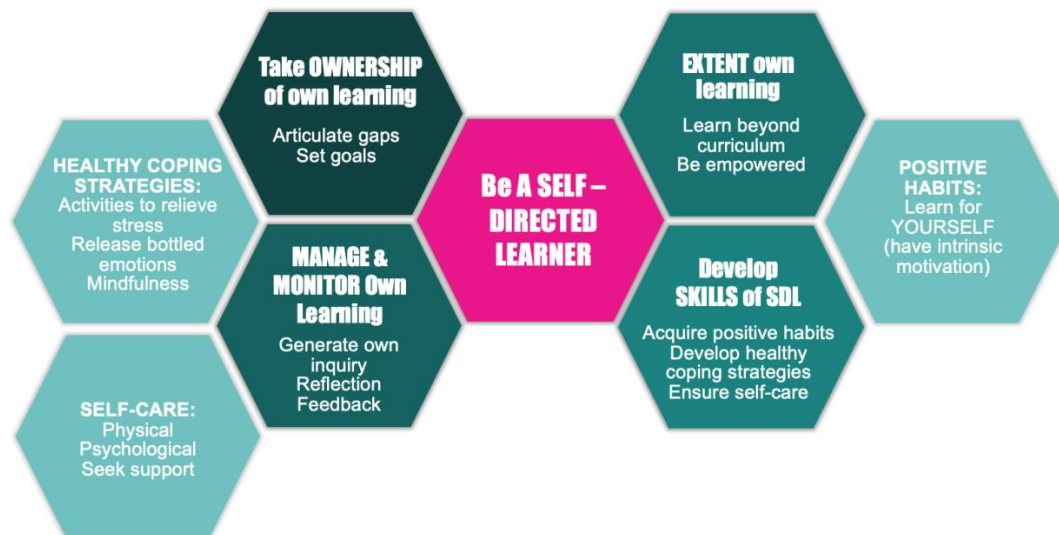 Take OWNERSHIP
of own learning
Articulate gaps
Set goals
EXTENT own
learning
Learn beyond
curriculum
Be empowered
HEALTHY COPING
STRATEGIES:
Activities to relieve
stress
Release bottled
emotions
Mindfulness
Be A SELF –
DIRECTED
LEARNER
POSITIVE
HABITS:
Learn for
YOURSELF
(have intrinsic
motivation)
MANAGE &
MONITOR Own
Learning
Generate own
inquiry
Reflection
Feedback
Develop
SKILLS of SDL
Acquire positive habits
Develop healthy
coping strategies
Ensure self-care
SELF-CARE:
Physical
Psychological
Seek support